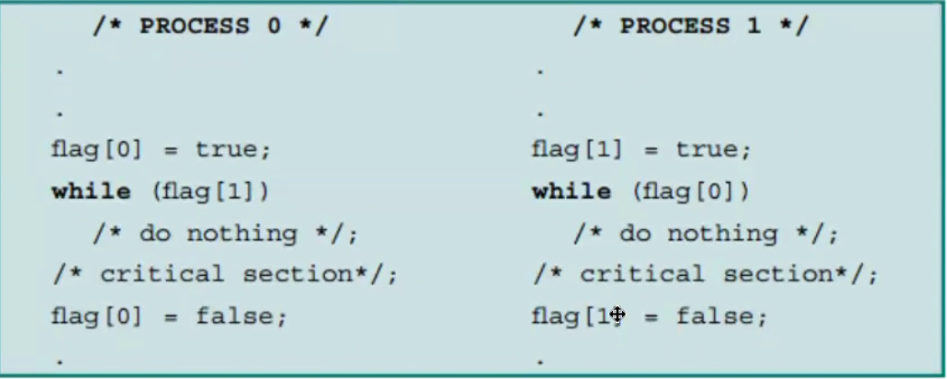 /* PROCESS 0 */
.
.
flag[0] = true;
while (flag[1])
/* do nothing */;
/* critical section*/;
flag[0] = false;
.
/* PROCESS 1 */
.
.
flag[1] = true;
while (flag[0])
/* do nothing */;
/* critical section*/;
flag[1] = false;
.